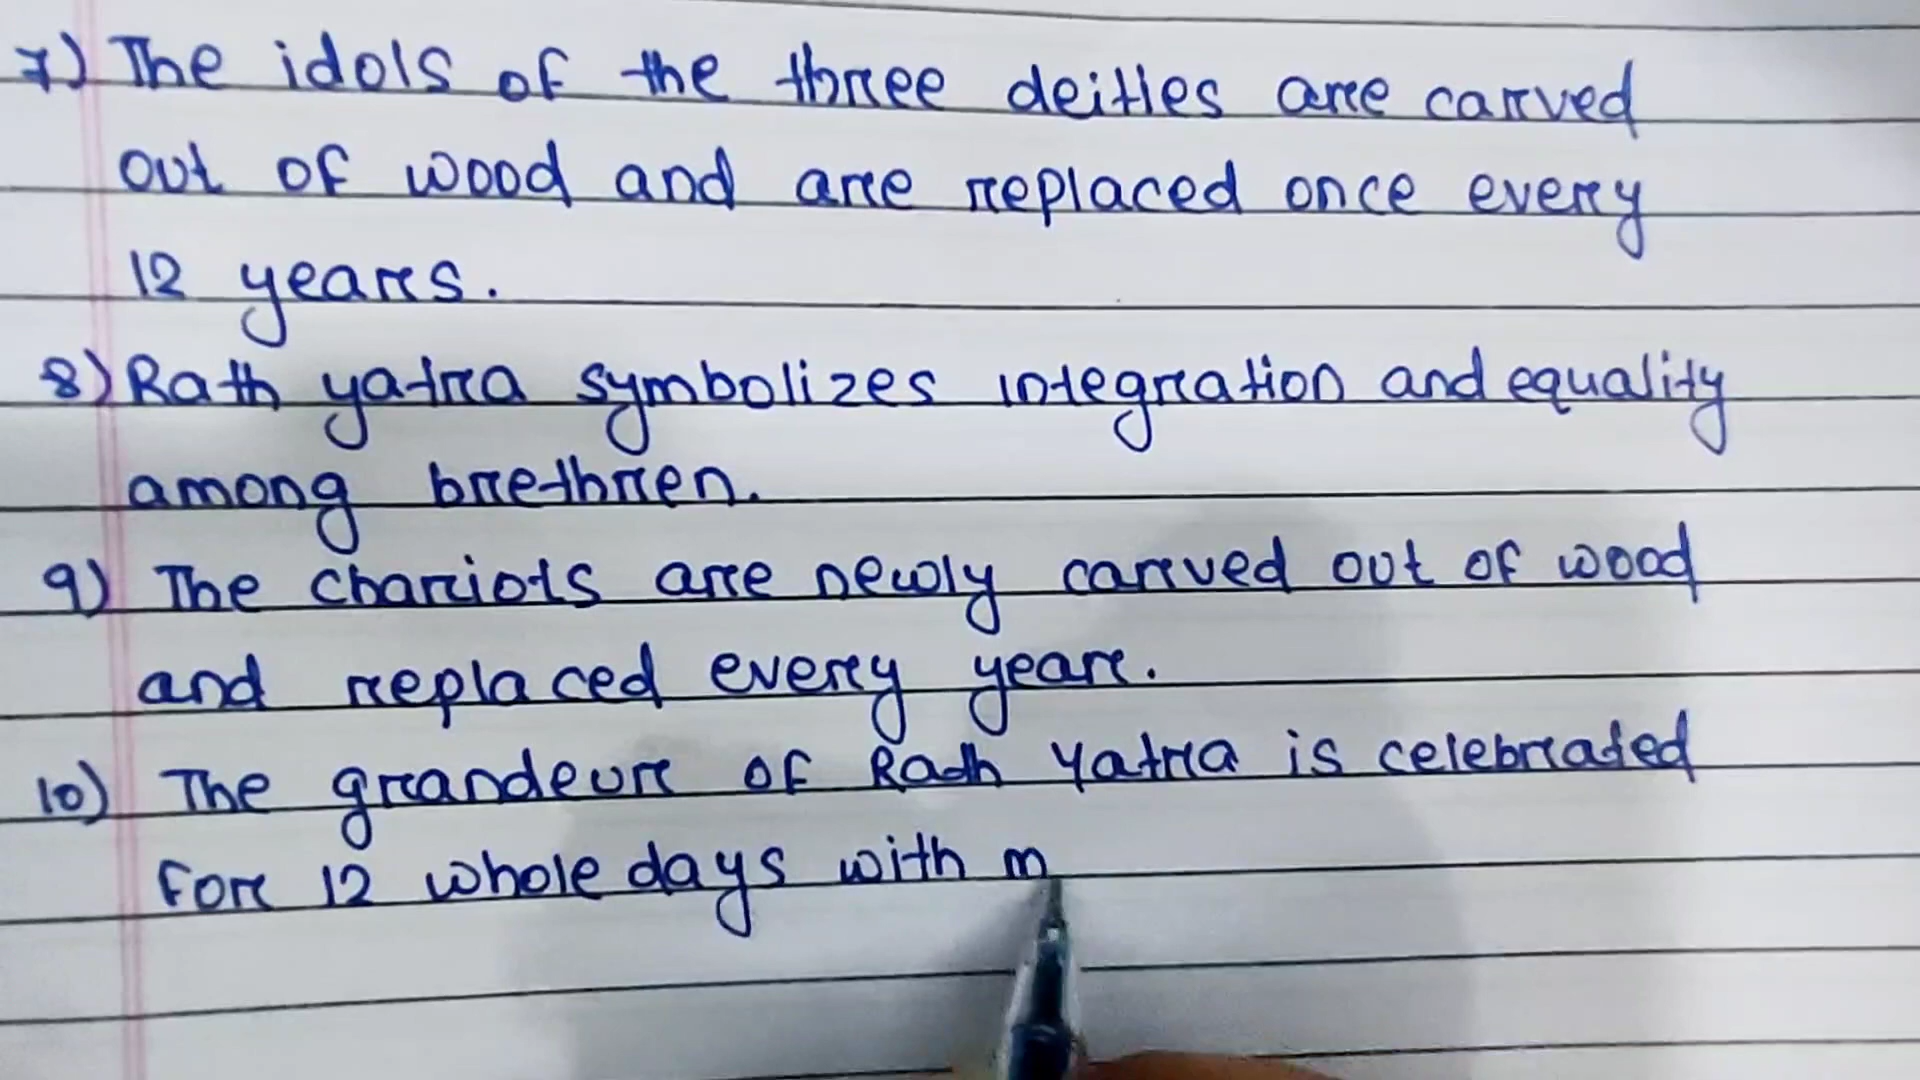 7) The idols of the three deities are carved
out of wood and are replaced once every
12 years.
8) Rath yatra symbolizes integration and equality
among brethren.
9) The chariots are newly carved out of wood
and replaced every year.
10) The grandeur of Rath Yatra is celebrated
for 12 whole days with m